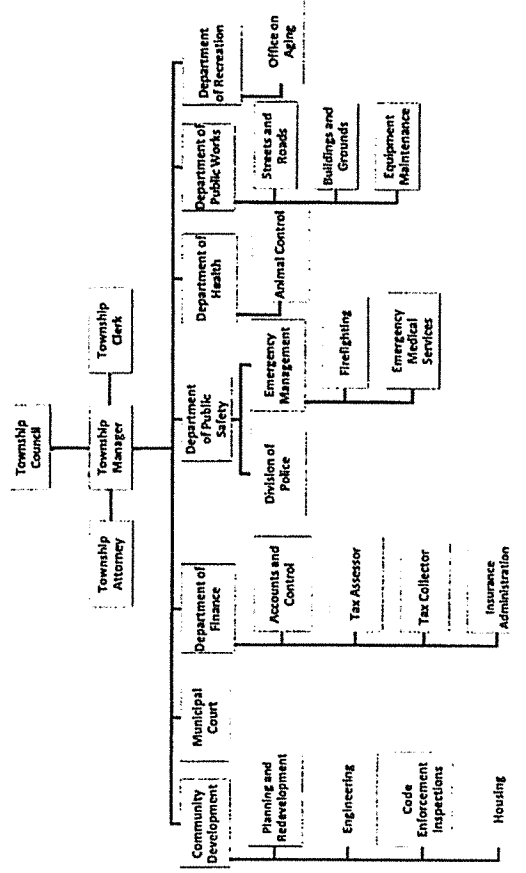 Township
Council
Township
Attorney
Township
Manager
Township
Clerk
Community
Development
Municipal
Court
Department of
Finance
Department
of Public
Safety
Department of
Health
Department of
Public Works
Department
of Recreation
Planning and
Redevelopment
Engineering
Code
Enforcement
Inspections
Housing
Accounts and
Control
Tax Assessor
Tax Collector
Insurance
Administration
Division of
Police
Emergency
Management
Firefighting
Emergency
Medical
Services
Animal Control
Streets and
Roads
Buildings and
Grounds
Equipment
Maintenance
Office on
Aging